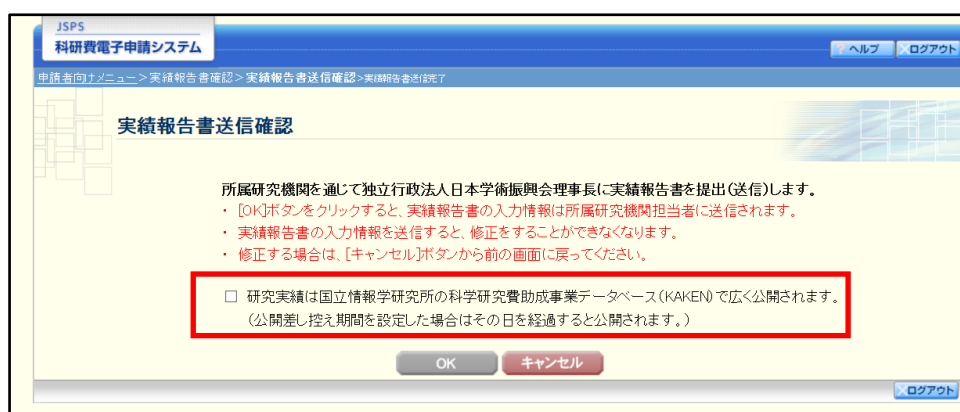 JSPS
科研費電子申請システム
? ヘルプ ×ログアウト
申請者向けメニュー>実績報告書確認>実績報告書送信確認>実績報告書送信完了
実績報告書送信確認
所属研究機関を通じて独立行政法人日本学術振興会理事長に実績報告書を提出(送信)します。
・ [OK]ボタンをクリックすると、実績報告書の入力情報は所属研究機関担当者に送信されます。
・ 実績報告書の入力情報を送信すると、修正をすることができなくなります。
・ 修正する場合は、[キャンセル]ボタンから前の画面に戻ってください。
□ 研究実績は国立情報学研究所の科学研究費助成事業データベース(KAKEN)で広く公開されます。
(公開差し控え期間を設定した場合はその日を経過すると公開されます。)
OK キャンセル
×ログアウト